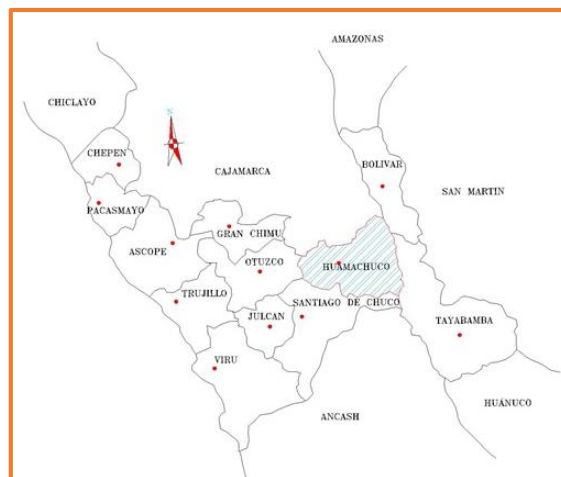 AMAZONAS
CHICLAYO
N
CHEPEN
BOLIVAR
CAJAMARCA
SAN MARTIN
PACASMAYO
GRAN CHIMU
ASCOPE
OTUZCO
HUAMACHUCO
TRUJILLO
SANTIAGO DE CHUCO
JULCAN
TAYABAMBA
VIRU
HUÁNUCO
ANCASH